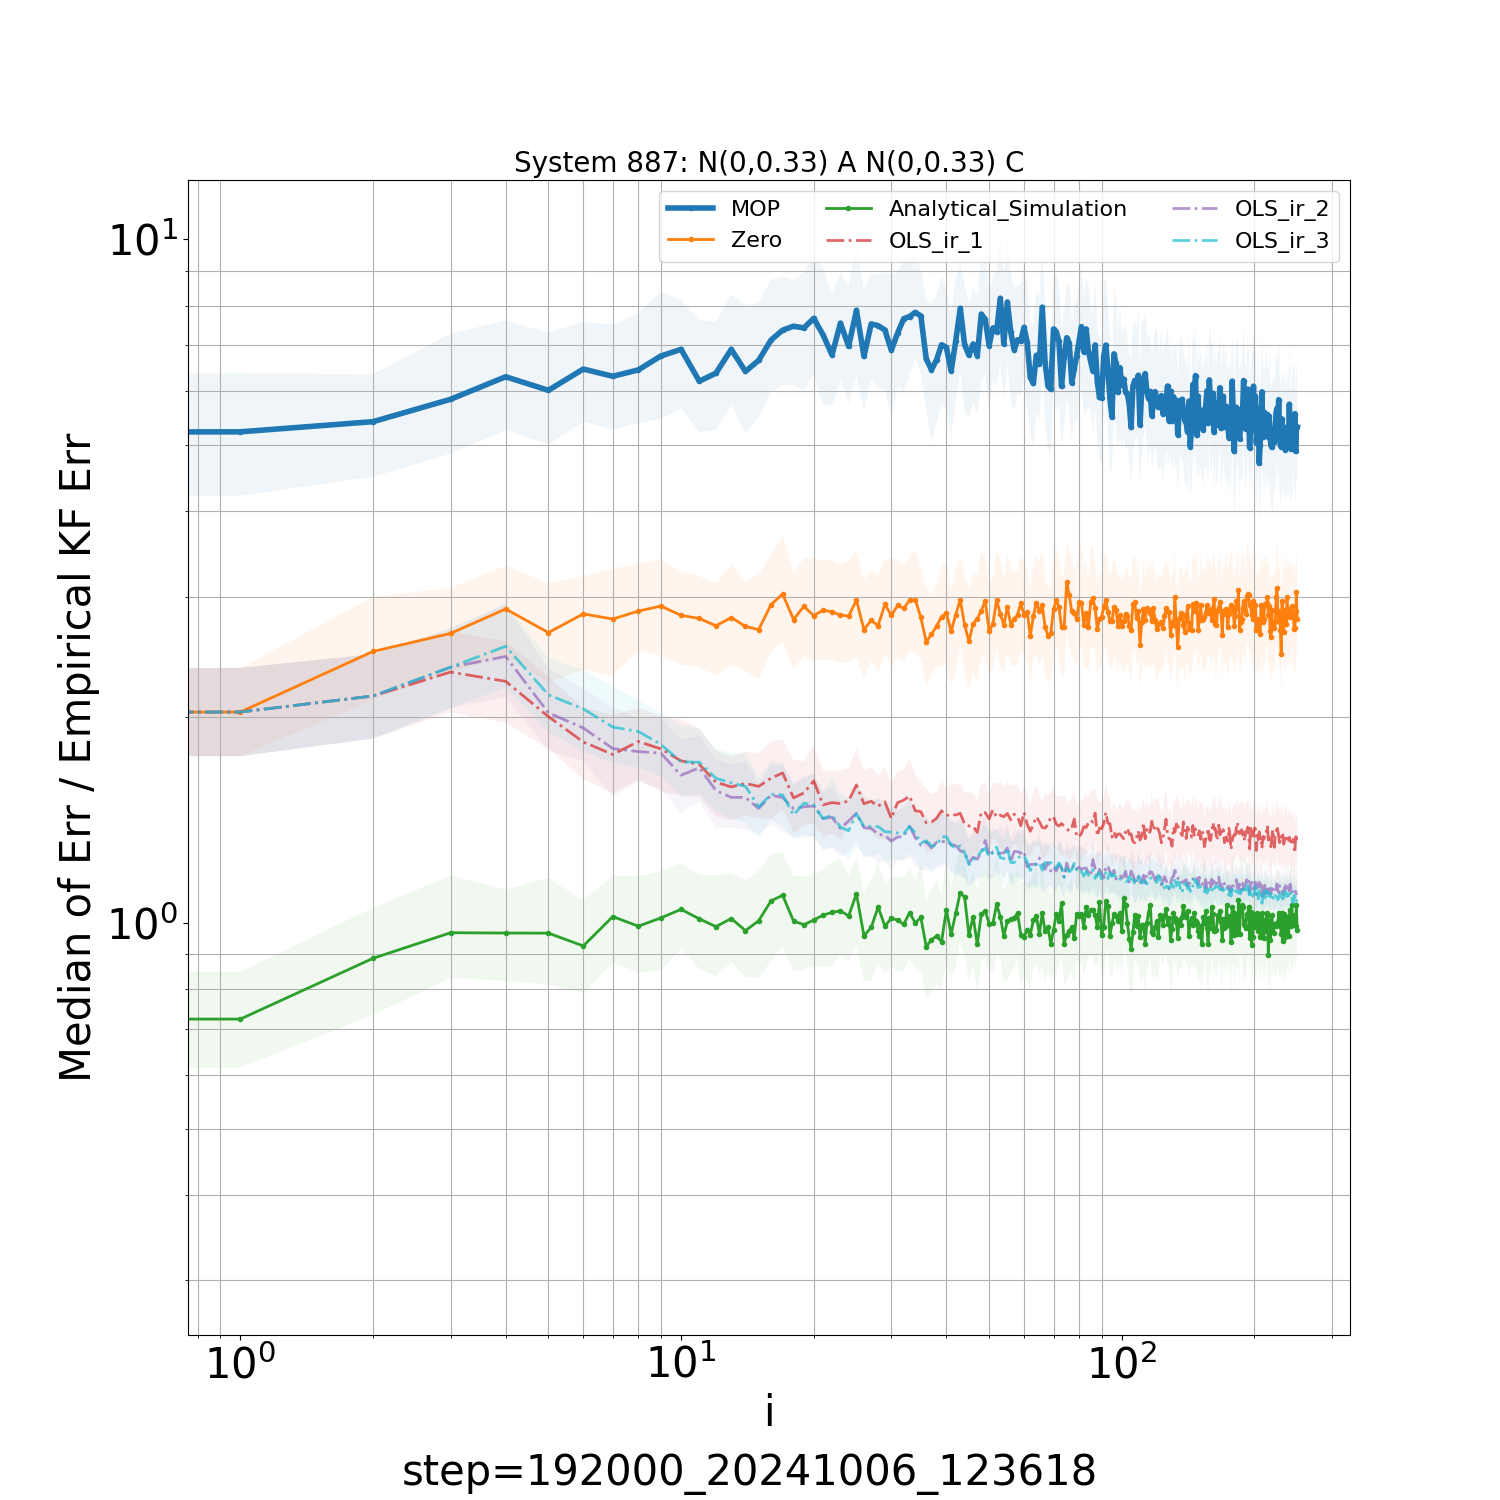 System 887: N(0,0.33) A N(0,0.33) C
MOP
Zero
Analytical_Simulation
OLS_ir_1
OLS_ir_2
OLS_ir_3
10¹
10⁰
Median of Err / Empirical KF Err
10⁰ 10¹ 10²
i
step=192000_20241006_123618